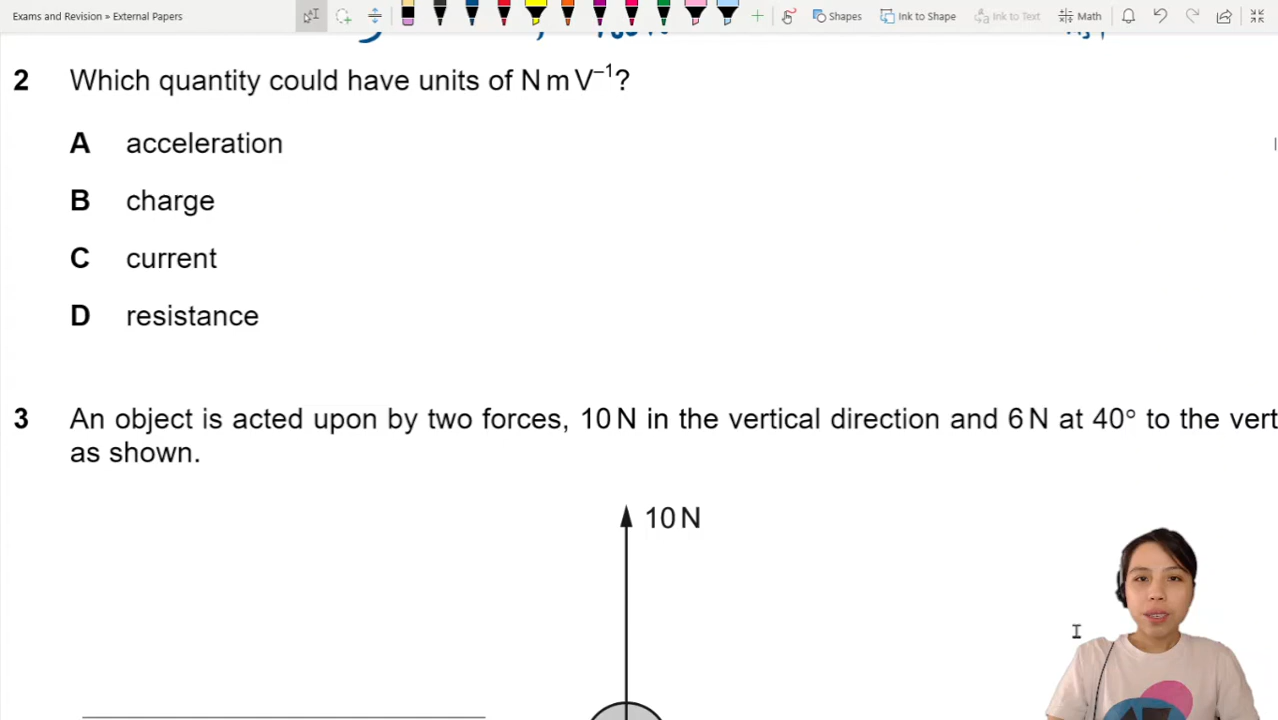 Exams and Revision » External Papers
Shapes
Ink to Shape
Ink to Text
Math
2 Which quantity could have units of N m V⁻¹?
A acceleration
B charge
C current
D resistance
3 An object is acted upon by two forces, 10 N in the vertical direction and 6 N at 40° to the vert
as shown.
10 N